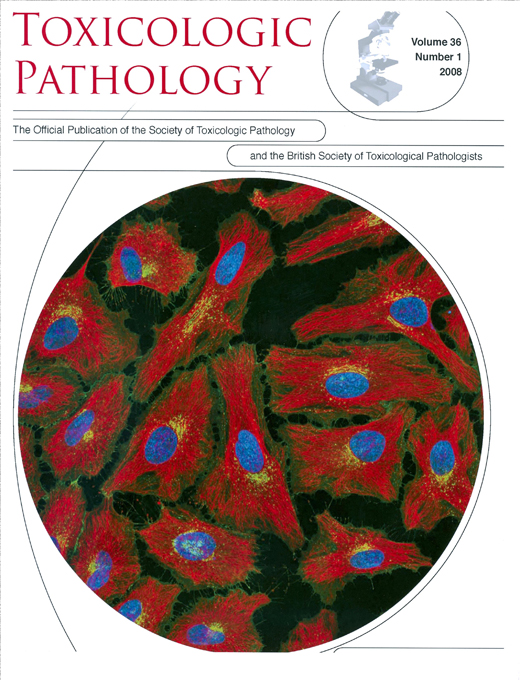 TOXICOLOGIC
PATHOLOGY
Volume 36
Number 1
2008
The Official Publication of the Society of Toxicologic Pathology
and the British Society of Toxicological Pathologists